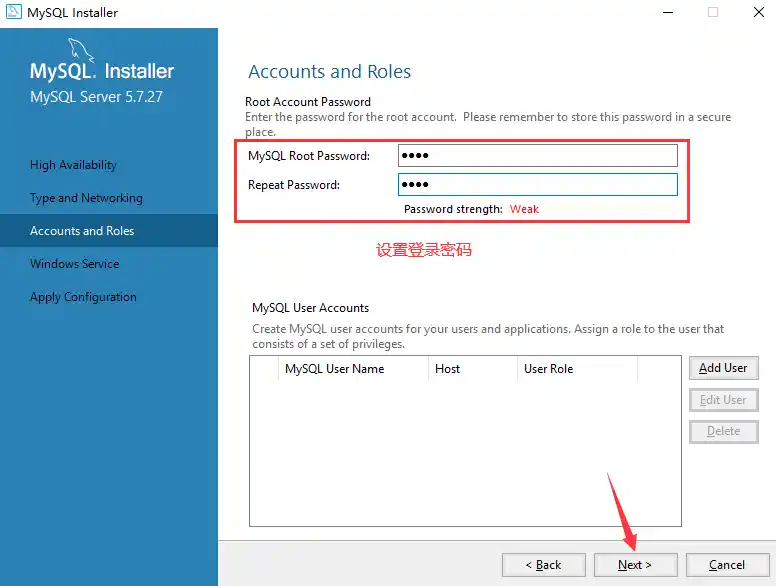 MySQL Installer
MySQL. Installer
MySQL Server 5.7.27
High Availability
Type and Networking
Accounts and Roles
Windows Service
Apply Configuration
Accounts and Roles
Root Account Password
Enter the password for the root account. Please remember to store this password in a secure
place.
MySQL Root Password: ●●●●
Repeat Password: ●●●●
Password strength: Weak
设置登录密码
MySQL User Accounts
Create MySQL user accounts for your users and applications. Assign a role to the user that
consists of a set of privileges.
MySQL User Name Host User Role
Add User
Edit User
Delete
< Back Next > Cancel